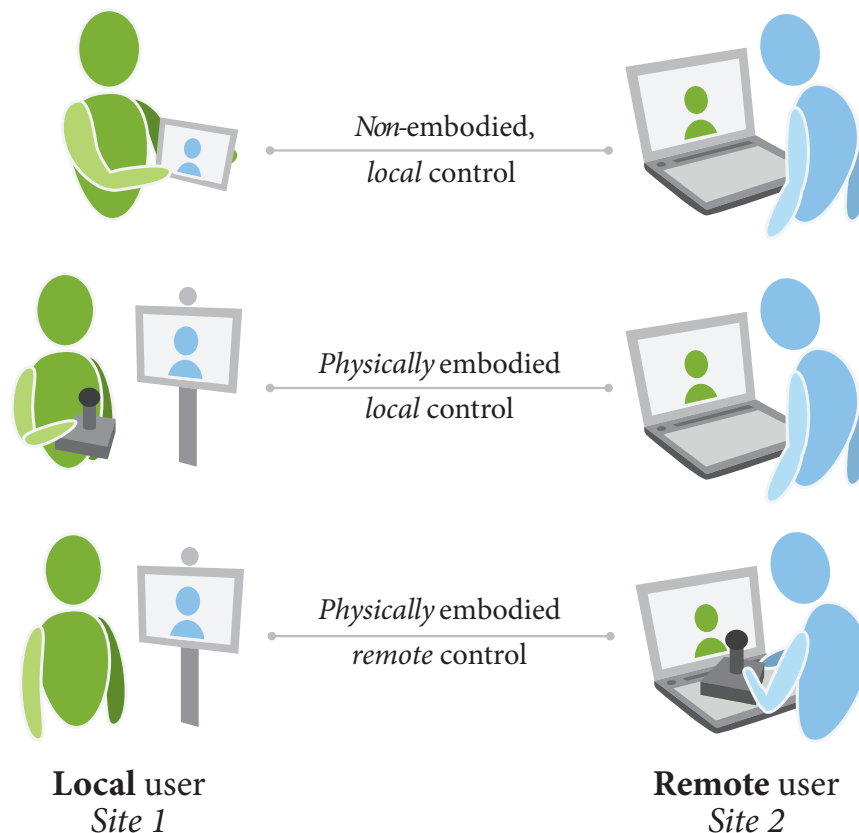 Non-embodied,
local control
Physically embodied
local control
Physically embodied
remote control
Local user
Site 1
Remote user
Site 2